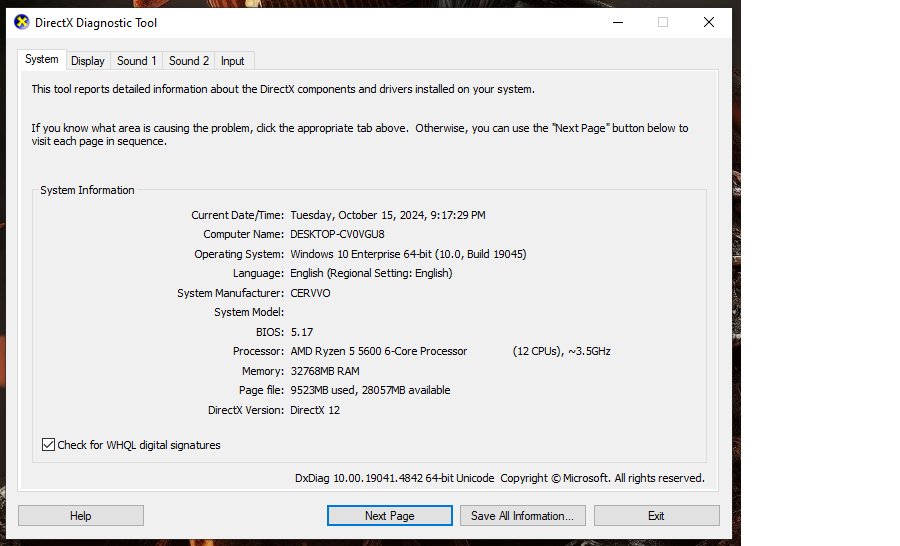 DirectX Diagnostic Tool
System Display Sound 1 Sound 2 Input
This tool reports detailed information about the DirectX components and drivers installed on your system.
If you know what area is causing the problem, click the appropriate tab above. Otherwise, you can use the "Next Page" button below to
visit each page in sequence.
System Information
Current Date/Time: Tuesday, October 15, 2024, 9:17:29 PM
Computer Name: DESKTOP-CV0VGU8
Operating System: Windows 10 Enterprise 64-bit (10.0, Build 19045)
Language: English (Regional Setting: English)
System Manufacturer: CERVVO
System Model:
BIOS: 5.17
Processor: AMD Ryzen 5 5600 6-Core Processor (12 CPUs), ~3.5GHz
Memory: 32768MB RAM
Page file: 9523MB used, 28057MB available
DirectX Version: DirectX 12
Check for WHQL digital signatures
DxDiag 10.00.19041.4842 64-bit Unicode Copyright © Microsoft. All rights reserved.
Help Next Page Save All Information... Exit